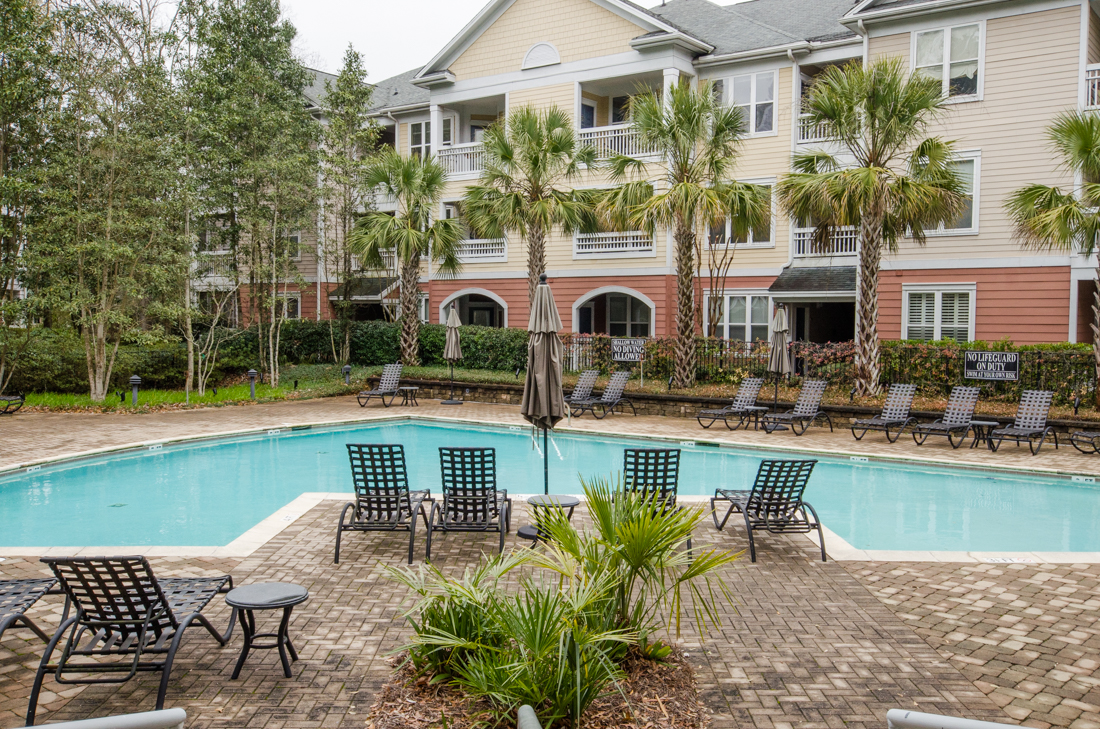 SHALLOW WATER
NO DIVING
ALLOWED
NO LIFEGUARD
ON DUTY
SWIM AT YOUR OWN RISK